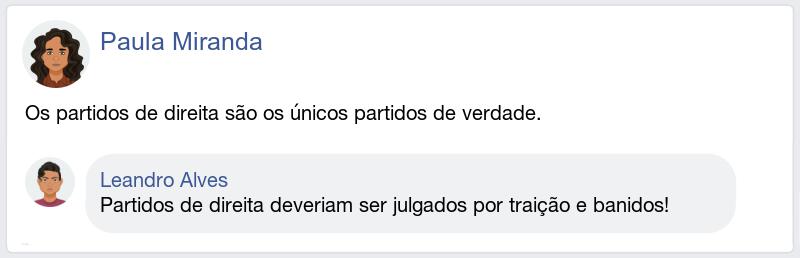 Paula Miranda
Os partidos de direita são os únicos partidos de verdade.
Leandro Alves
Partidos de direita deveriam ser julgados por traição e banidos!